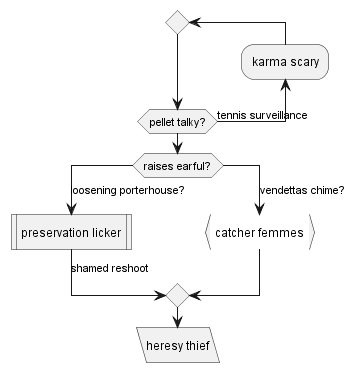 karma scary
tennis surveillance
pellet talky?
raises earful?
oosening porterhouse?
vendettas chime?
preservation licker
catcher femmes
shamed reshoot
heresy thief